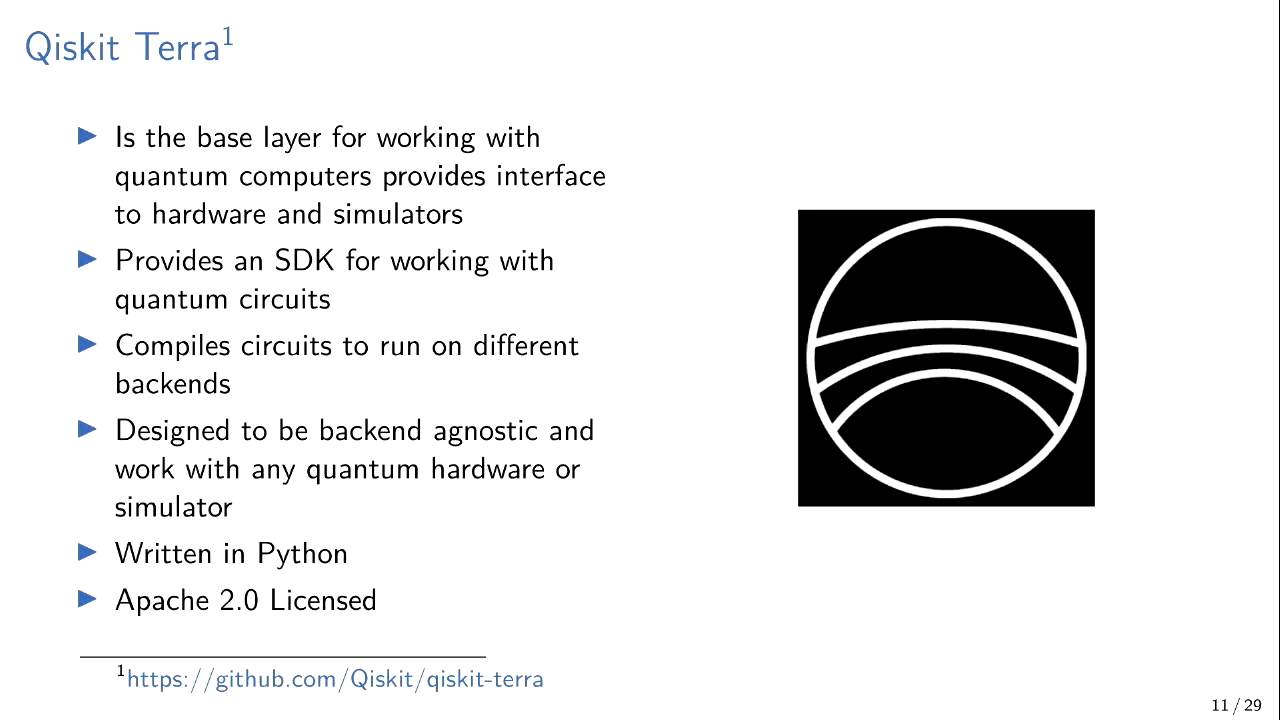 Qiskit Terra¹
▶ Is the base layer for working with
quantum computers provides interface
to hardware and simulators
▶ Provides an SDK for working with
quantum circuits
▶ Compiles circuits to run on different
backends
▶ Designed to be backend agnostic and
work with any quantum hardware or
simulator
▶ Written in Python
▶ Apache 2.0 Licensed
¹https://github.com/Qiskit/qiskit-terra
11 / 29